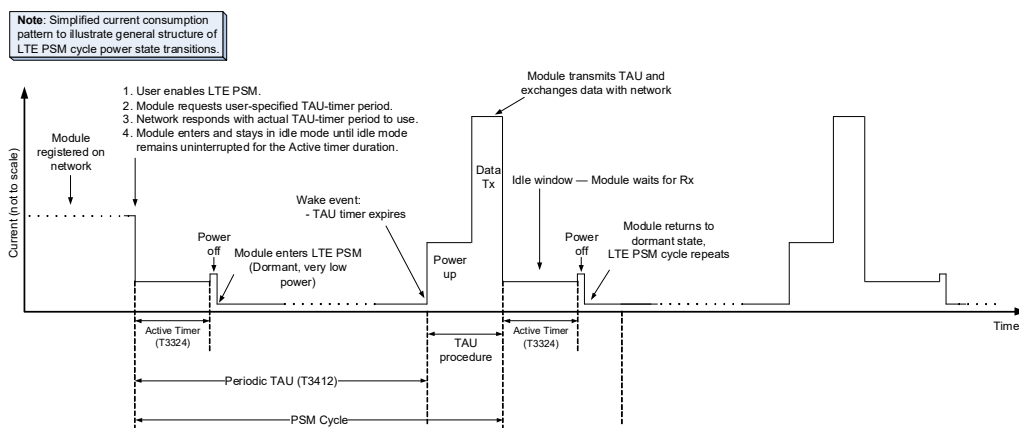 Note: Simplified current consumption
pattern to illustrate general structure of
LTE PSM cycle power state transitions.
Module transmits TAU and
exchanges data with network
1. User enables LTE PSM.
2. Module requests user-specified TAU-timer period.
3. Network responds with actual TAU-timer period to use.
4. Module enters and stays in idle mode until idle mode
remains uninterrupted for the Active timer duration.
Module
registered on
network
Current (not to scale)
Data
Tx
Idle window — Module waits for Rx
Wake event:
- TAU timer expires
Power
off
Module enters LTE PSM
(Dormant, very low
power)
Power
up
Power
off
Module returns to
dormant state,
LTE PSM cycle repeats
Time
Active Timer
(T3324)
TAU
procedure
Active Timer
(T3324)
Periodic TAU (T3412)
PSM Cycle